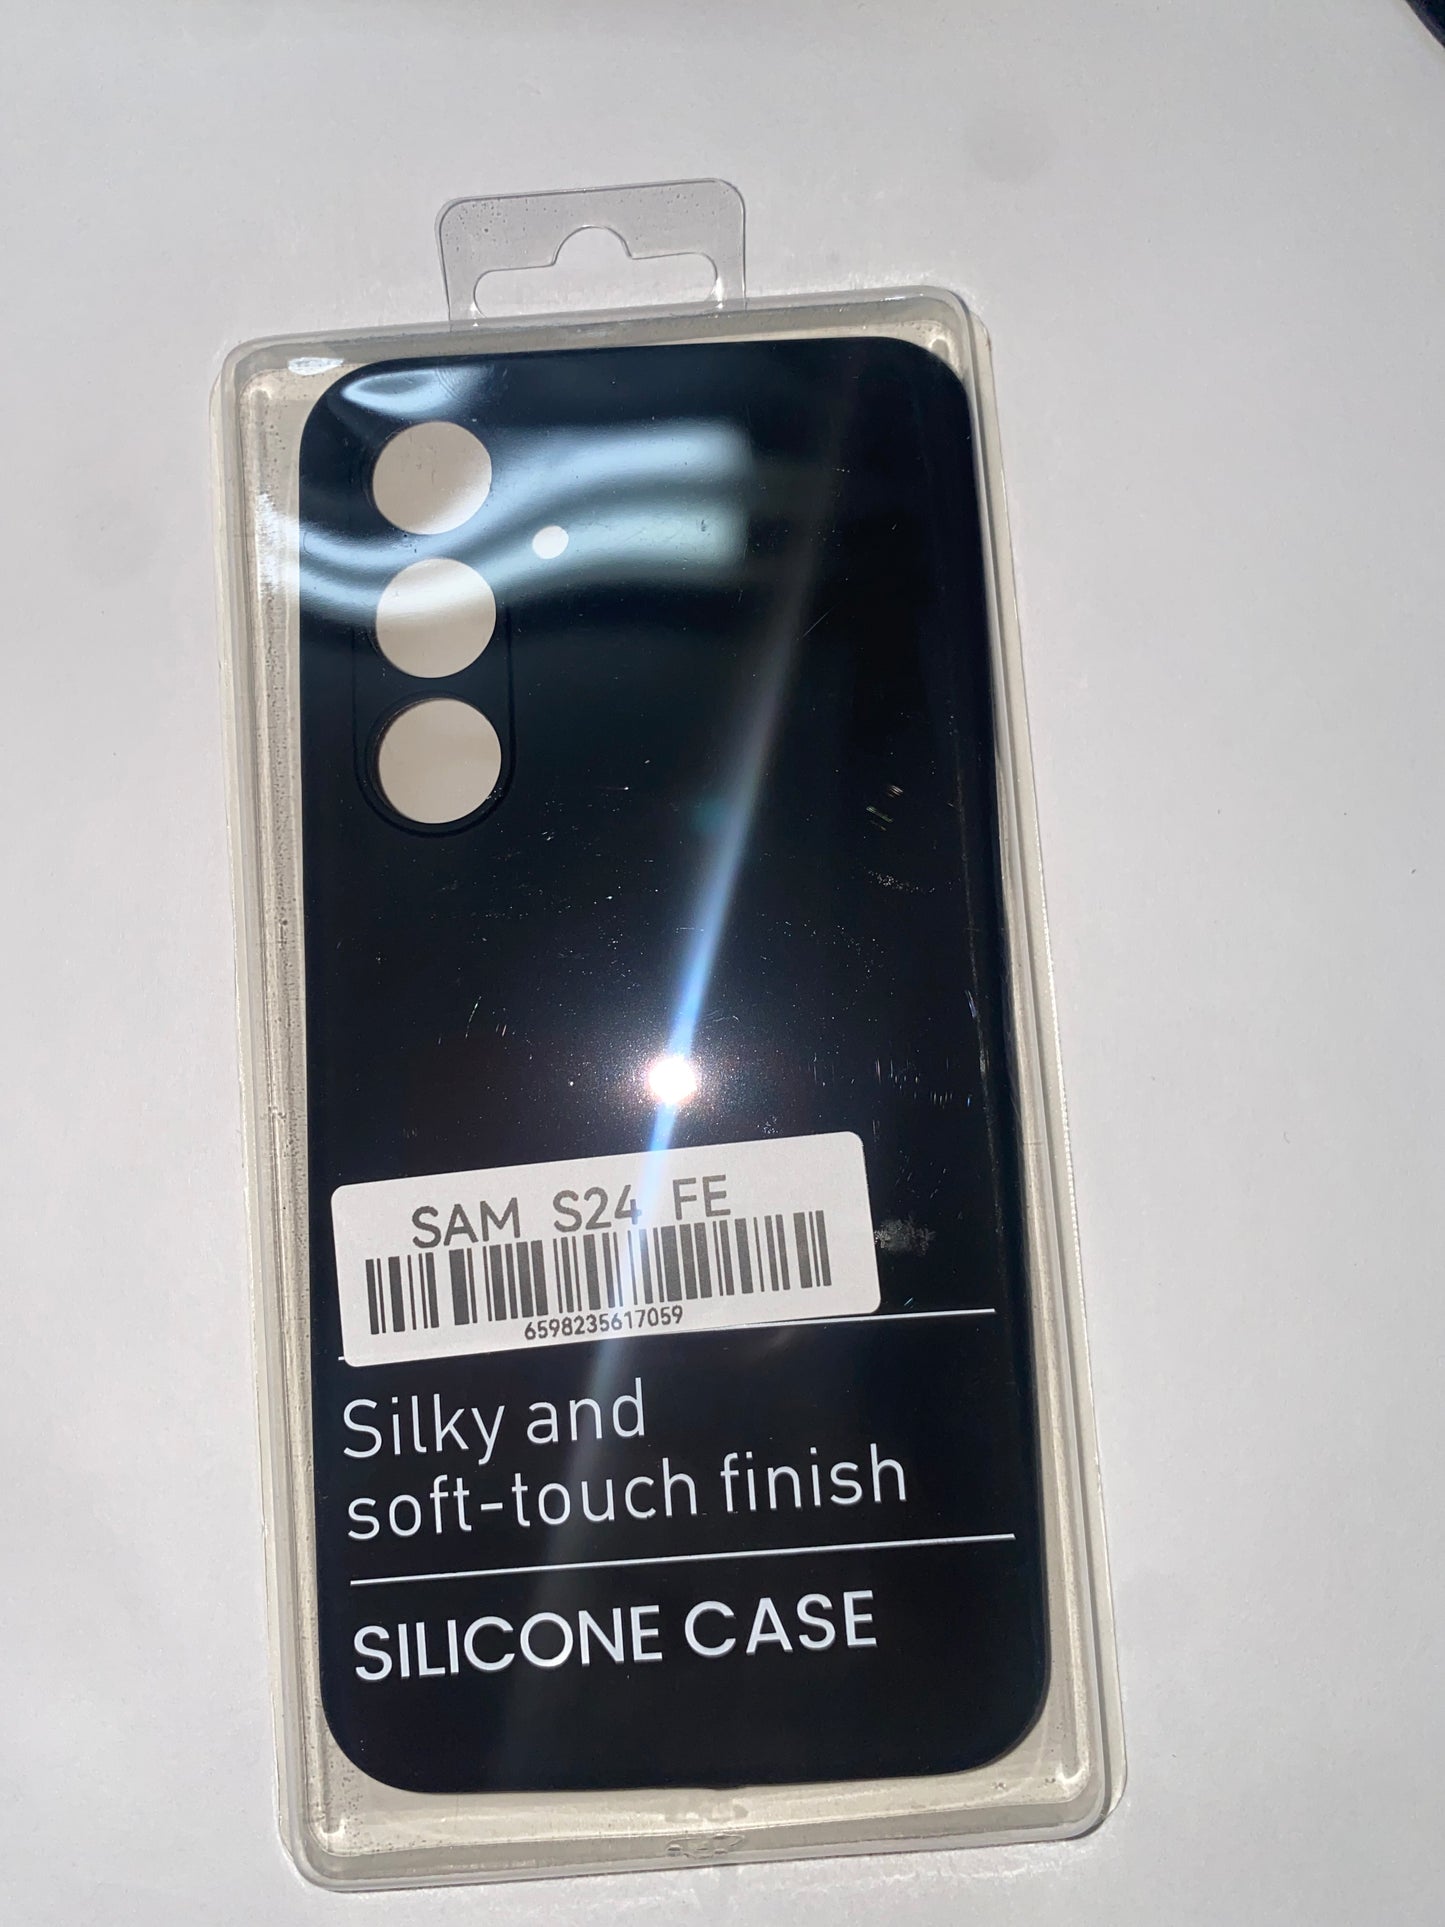 SAM S24 FE
6598235617059
Silky and
soft-touch finish
SILICONE CASE